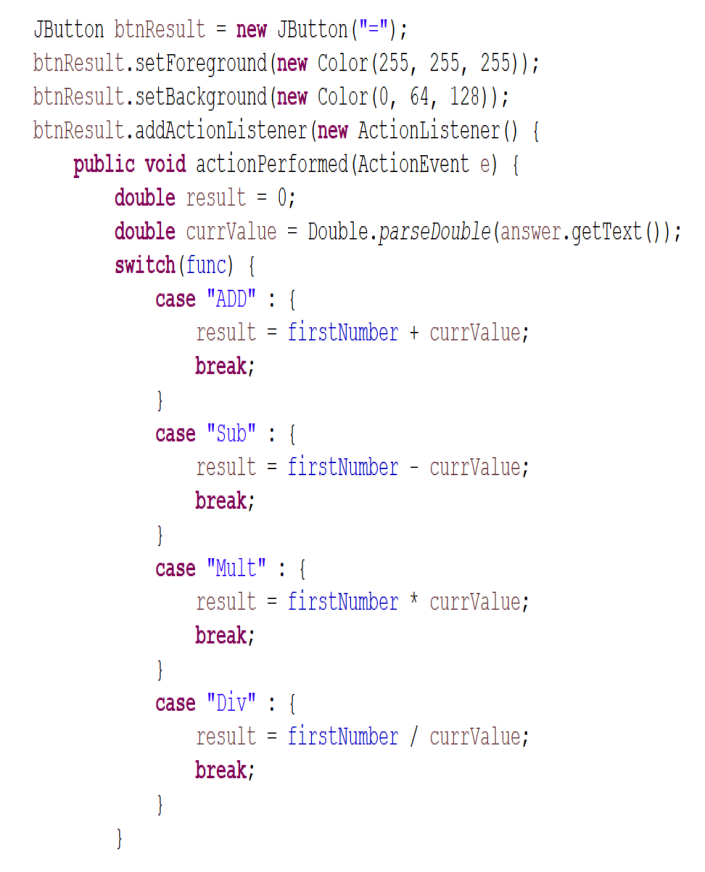 JButton btnResult = new JButton("=");
btnResult.setForeground(new Color(255, 255, 255));
btnResult.setBackground(new Color(0, 64, 128));
btnResult.addActionListener(new ActionListener() {
    public void actionPerformed(ActionEvent e) {
        double result = 0;
        double currValue = Double.parseDouble(answer.getText());
        switch(func) {
            case "ADD" : {
                result = firstNumber + currValue;
                break;
            }
            case "Sub" : {
                result = firstNumber - currValue;
                break;
            }
            case "Mult" : {
                result = firstNumber * currValue;
                break;
            }
            case "Div" : {
                result = firstNumber / currValue;
                break;
            }
        }